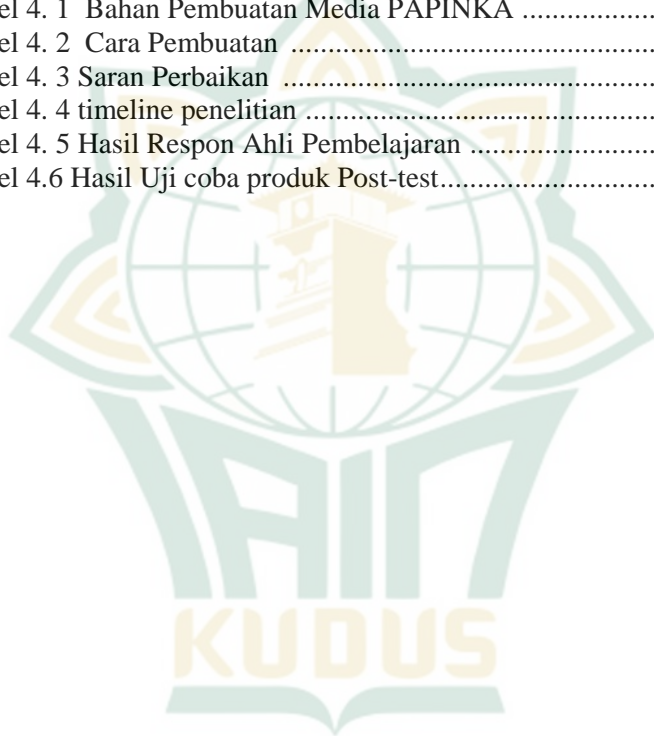 el 4. 1  Bahan Pembuatan Media PAPINKA ......................
el 4. 2  Cara Pembuatan  ..............................................................
el 4. 3 Saran Perbaikan  ...............................................................
el 4. 4 timeline penelitian ............................................................
el 4. 5 Hasil Respon Ahli Pembelajaran ...............................
el 4.6 Hasil Uji coba produk Post-test....................................
IAIN
KUDUS